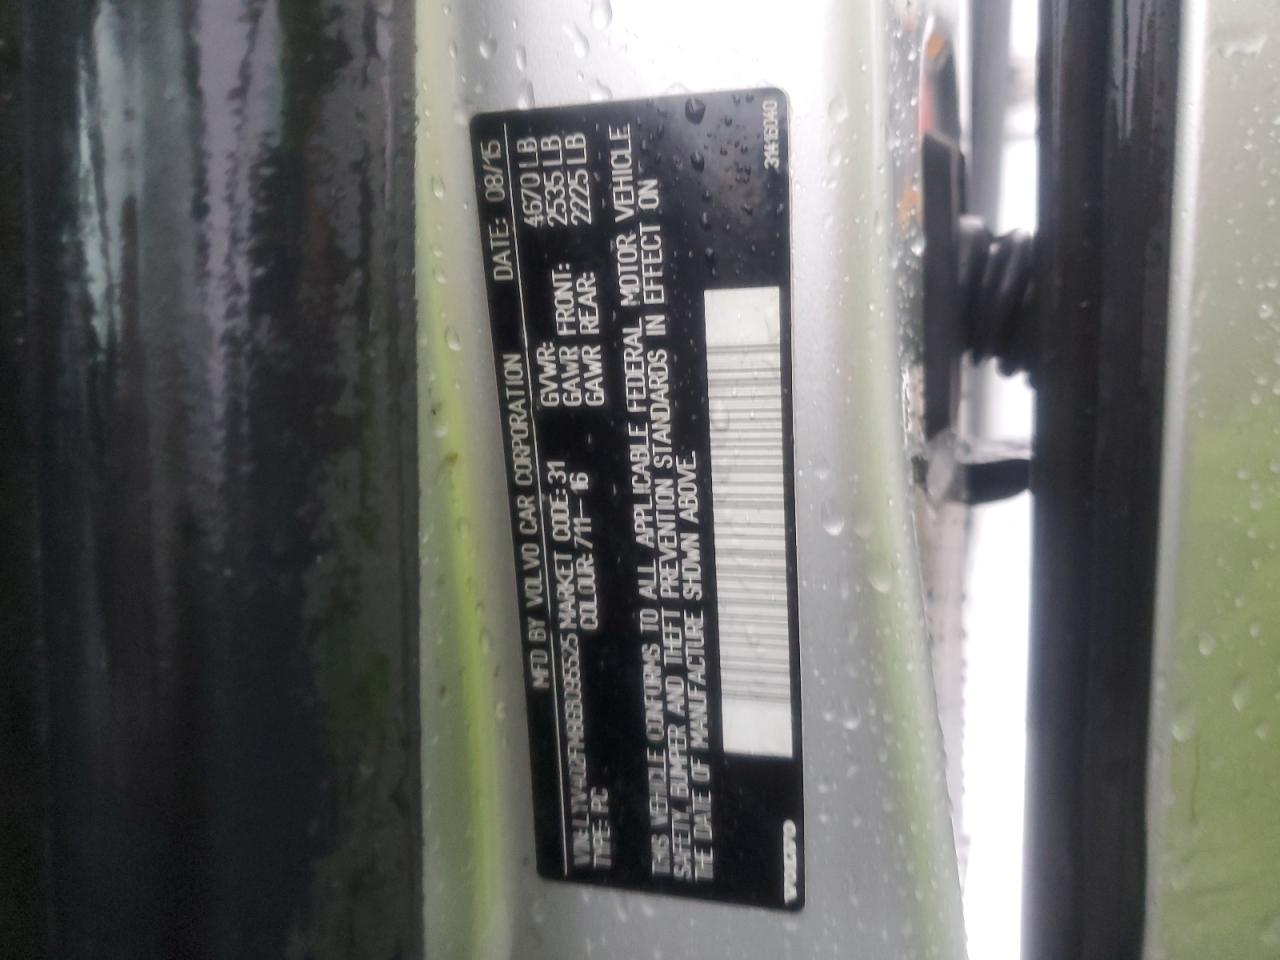 MFD BY VOLVO CAR CORPORATION DATE: 08/15
MARKET CODE: 31 GVWR: 4670 LB
COLOUR: 711-16 GAWR FRONT: 2535 LB
TYPE: PC GAWR REAR: 2225 LB
THIS VEHICLE CONFORMS TO ALL APPLICABLE FEDERAL MOTOR VEHICLE
SAFETY, BUMPER AND THEFT PREVENTION STANDARDS IN EFFECT ON
THE DATE OF MANUFACTURE SHOWN ABOVE.
VOLVO 31416040